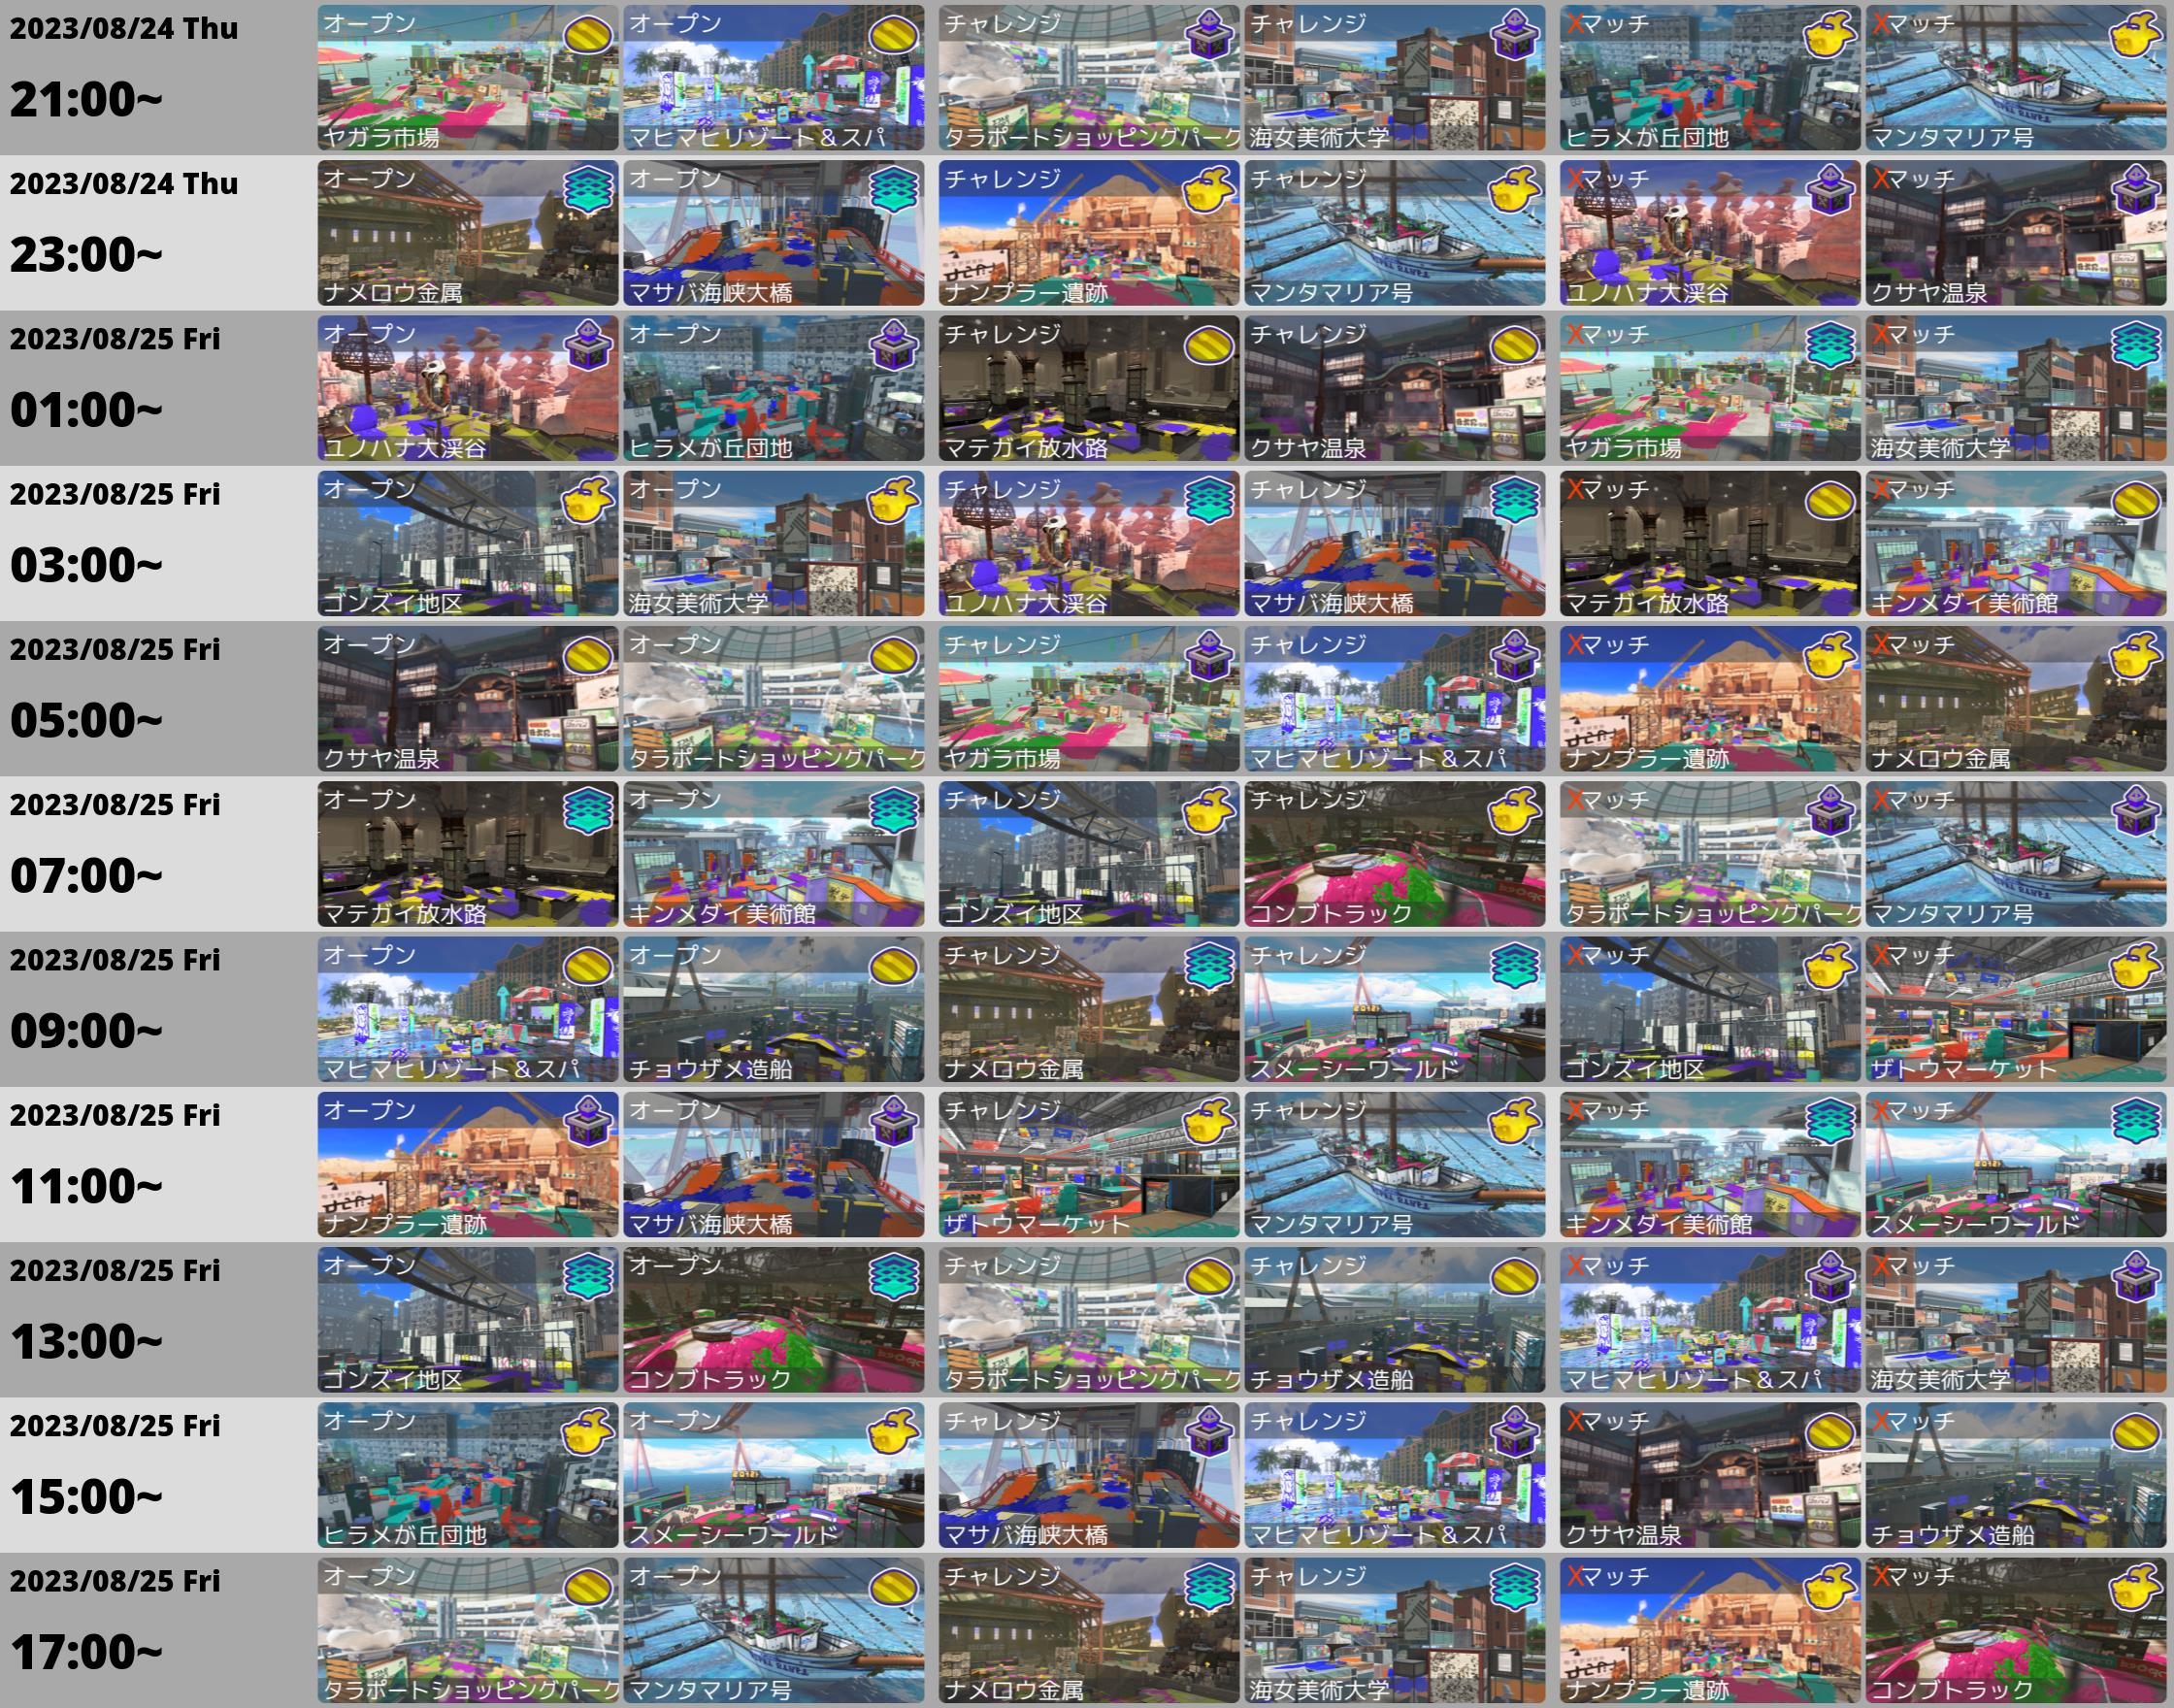 2023/08/24 Thu
21:00~
オープン オープン チャレンジ チャレンジ Xマッチ Xマッチ
ヤガラ市場 マヒマヒリゾート＆スパ タラポートショッピングパーク 海女美術大学 ヒラメが丘団地 マンタマリア号
2023/08/24 Thu
23:00~
オープン オープン チャレンジ チャレンジ Xマッチ Xマッチ
ナメロウ金属 マサバ海峡大橋 ナンプラー遺跡 マンタマリア号 ユノハナ大渓谷 クサヤ温泉
2023/08/25 Fri
01:00~
オープン オープン チャレンジ チャレンジ Xマッチ Xマッチ
ユノハナ大渓谷 ヒラメが丘団地 マテガイ放水路 クサヤ温泉 ヤガラ市場 海女美術大学
2023/08/25 Fri
03:00~
オープン オープン チャレンジ チャレンジ Xマッチ Xマッチ
ゴンズイ地区 海女美術大学 ユノハナ大渓谷 マサバ海峡大橋 マテガイ放水路 キンメダイ美術館
2023/08/25 Fri
05:00~
オープン オープン チャレンジ チャレンジ Xマッチ Xマッチ
クサヤ温泉 タラポートショッピングパーク ヤガラ市場 マヒマヒリゾート＆スパ ナンプラー遺跡 ナメロウ金属
2023/08/25 Fri
07:00~
オープン オープン チャレンジ チャレンジ Xマッチ Xマッチ
マテガイ放水路 キンメダイ美術館 ゴンズイ地区 コンブトラック タラポートショッピングパーク マンタマリア号
2023/08/25 Fri
09:00~
オープン オープン チャレンジ チャレンジ Xマッチ Xマッチ
マヒマヒリゾート＆スパ チョウザメ造船 ナメロウ金属 スメーシーワールド ゴンズイ地区 ザトウマーケット
2023/08/25 Fri
11:00~
オープン オープン チャレンジ チャレンジ Xマッチ Xマッチ
ナンプラー遺跡 マサバ海峡大橋 ザトウマーケット マンタマリア号 キンメダイ美術館 スメーシーワールド
2023/08/25 Fri
13:00~
オープン オープン チャレンジ チャレンジ Xマッチ Xマッチ
ゴンズイ地区 コンブトラック タラポートショッピングパーク チョウザメ造船 マヒマヒリゾート＆スパ 海女美術大学
2023/08/25 Fri
15:00~
オープン オープン チャレンジ チャレンジ Xマッチ Xマッチ
ヒラメが丘団地 スメーシーワールド マサバ海峡大橋 マヒマヒリゾート＆スパ クサヤ温泉 チョウザメ造船
2023/08/25 Fri
17:00~
オープン オープン チャレンジ チャレンジ Xマッチ Xマッチ
タラポートショッピングパーク マンタマリア号 ナメロウ金属 海女美術大学 ナンプラー遺跡 コンブトラック